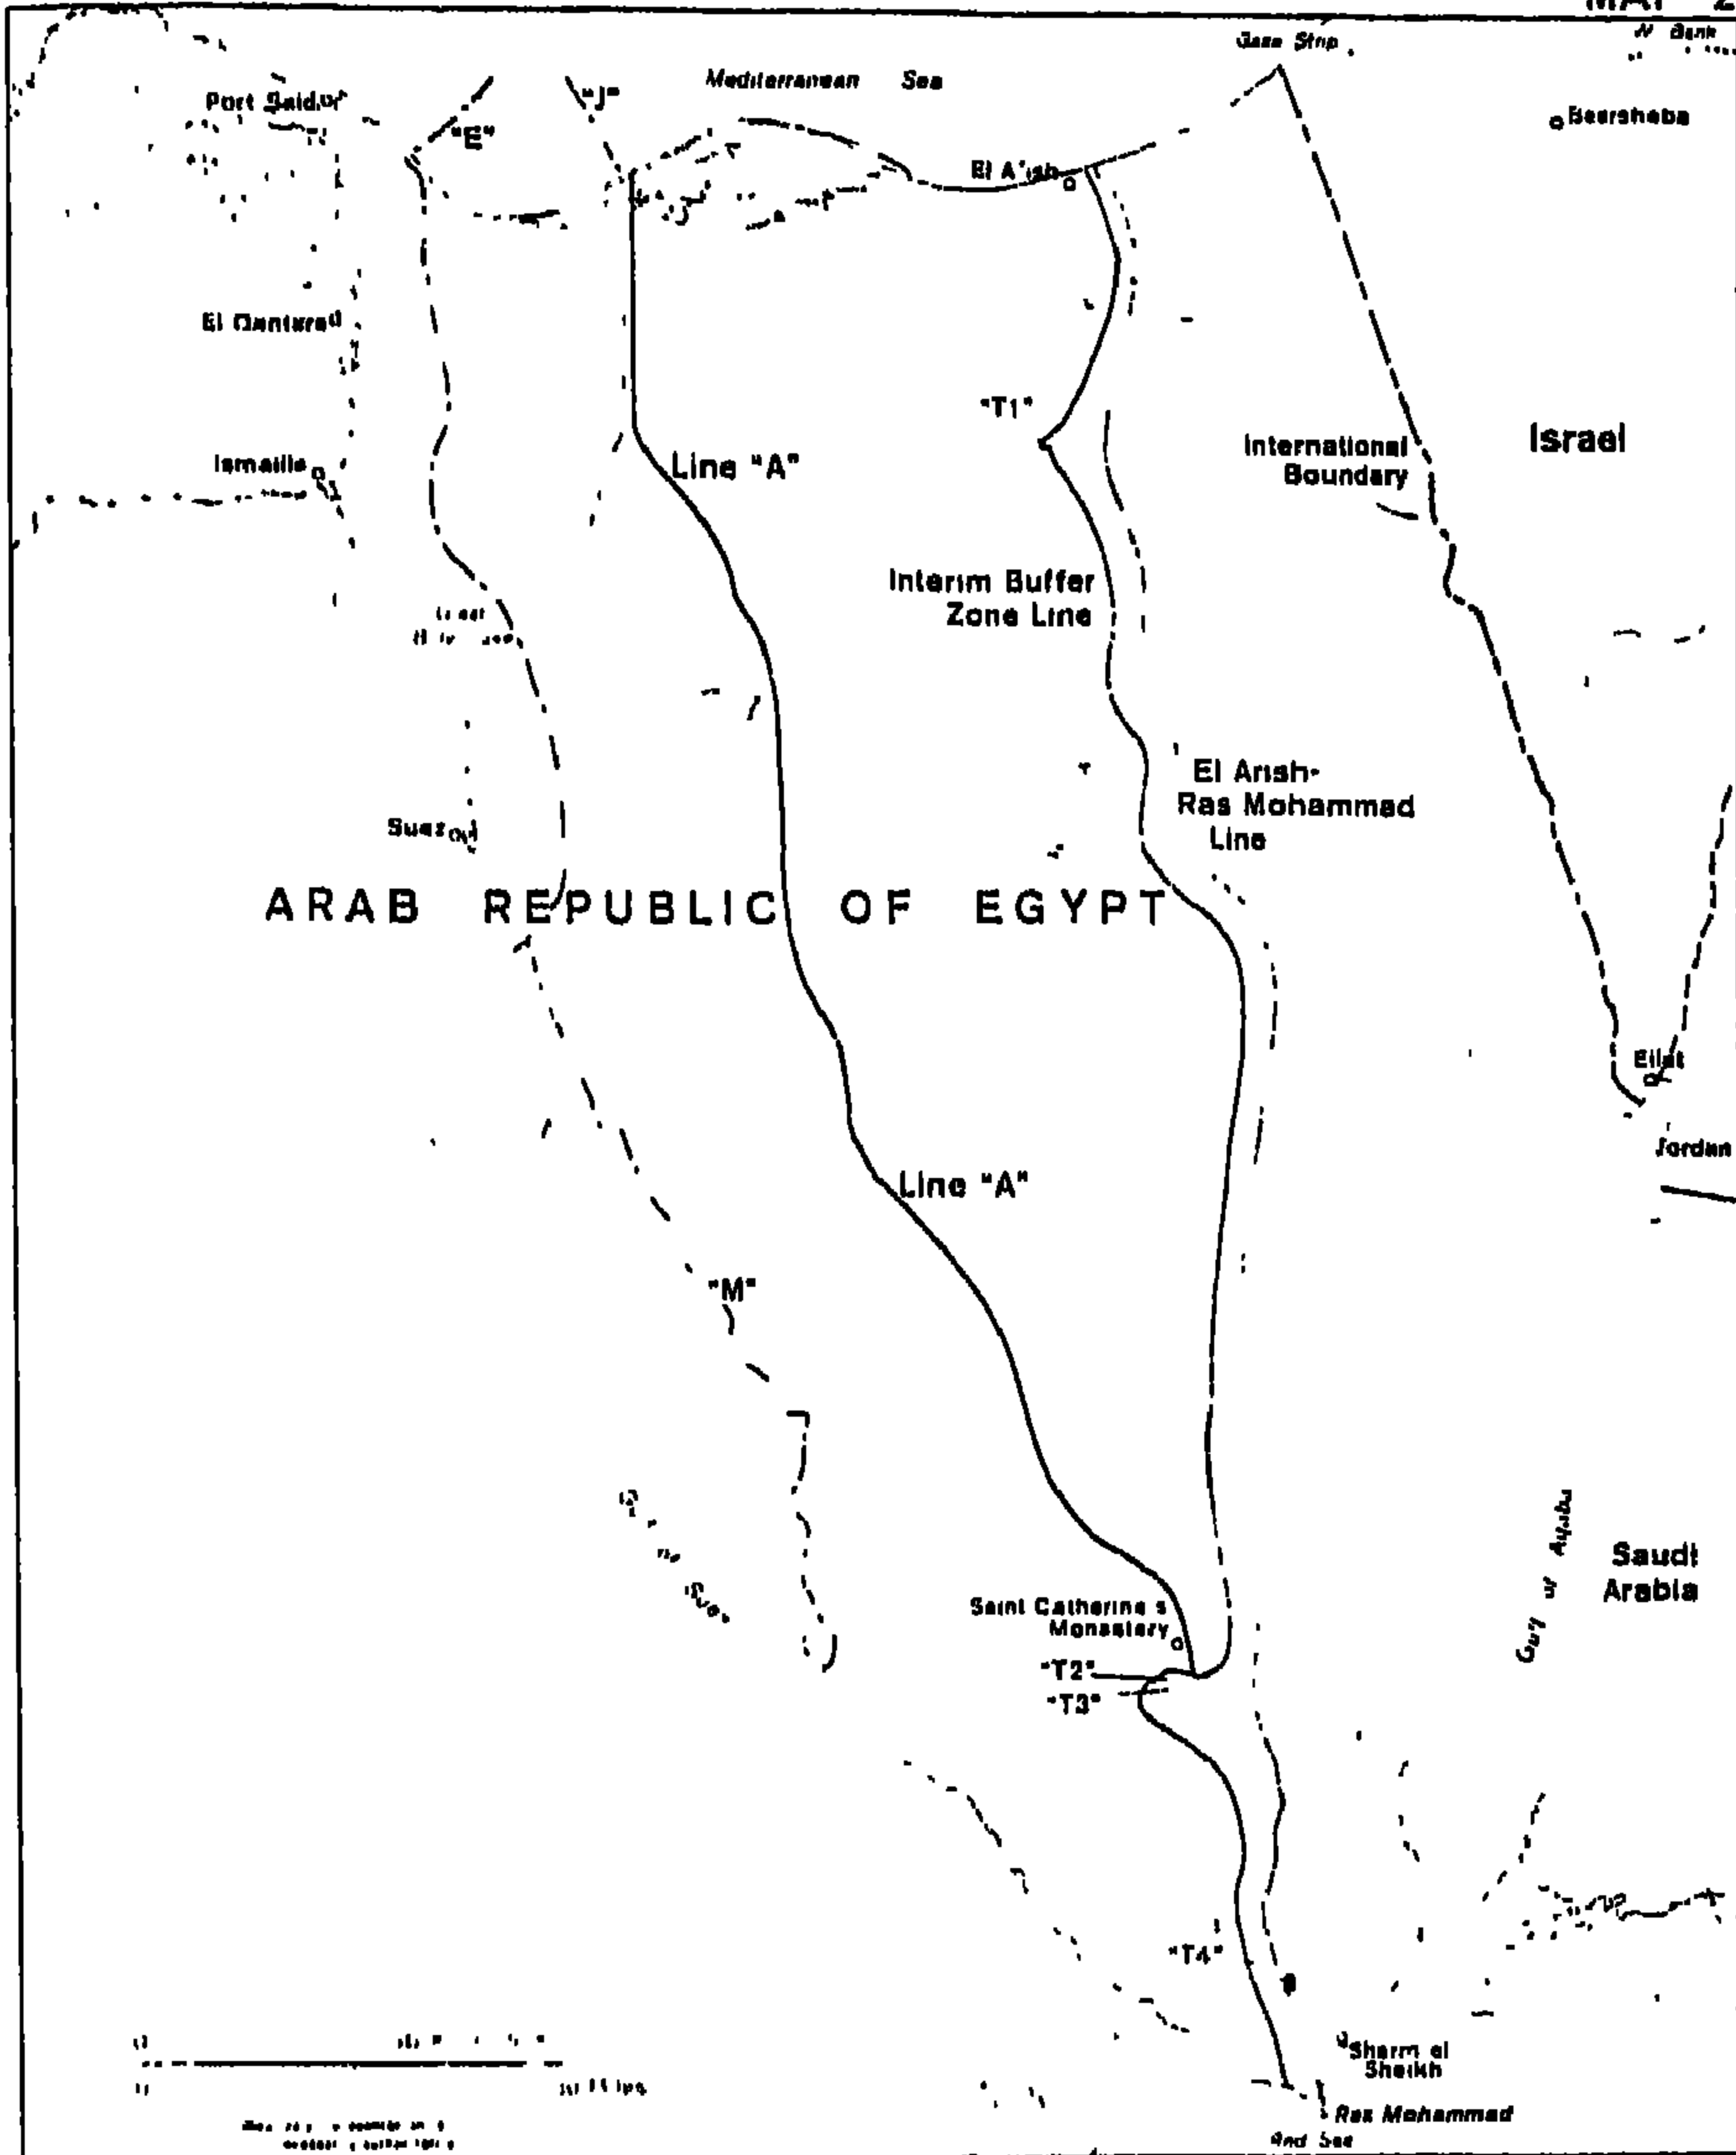 Gaza Strip
Mediterranean Sea
Port Said
"J"
"E"
Beersheba
El A'ish
El Qantara
"T1"
Line "A"
International
Boundary
Israel
Ismailia
Interim Buffer
Zone Line
El Arish-
Ras Mohammad
Line
Suez
ARAB REPUBLIC OF EGYPT
Eilat
Jordan
Line "A"
"M"
Gulf of Aqaba
Saudi
Arabia
Saint Catherine s
Monastery
"T2"
"T3"
"T4"
Sharm el
Sheikh
Ras Mohammad
Red Sea